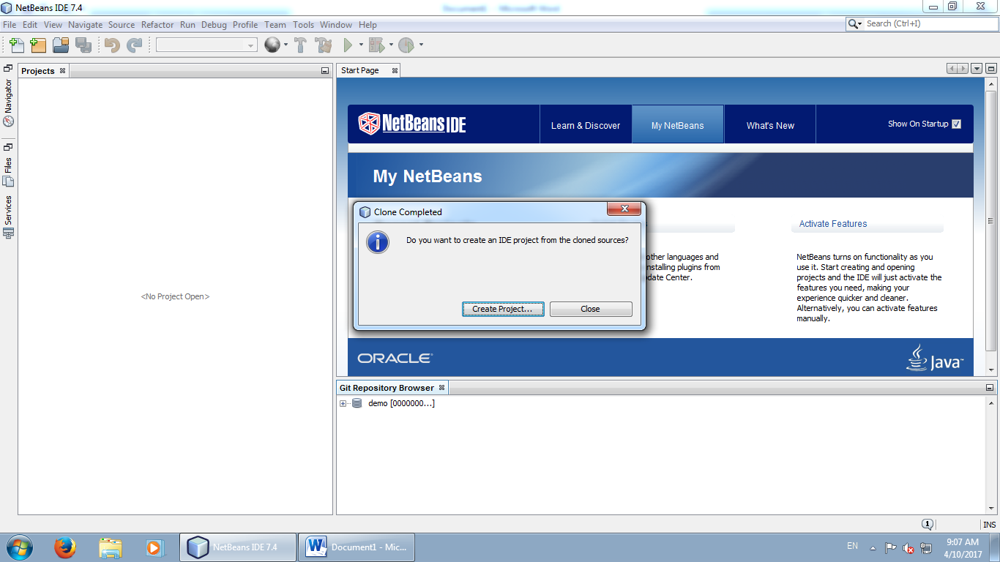 NetBeans IDE 7.4
File Edit View Navigate Source Refactor Run Debug Profile Team Tools Window Help
Search (Ctrl+I)
Projects
Navigator
Files
Services
<No Project Open>
Start Page
NetBeans IDE
Learn & Discover
My NetBeans
What's New
Show On Startup
My NetBeans
Activate Features
other languages and
nstalling plugins from
date Center.
NetBeans turns on functionality as you
use it. Start creating and opening
projects and the IDE will just activate the
features you need, making your
experience quicker and cleaner.
Alternatively, you can activate features
manually.
Clone Completed
Do you want to create an IDE project from the cloned sources?
Create Project...
Close
ORACLE
Java
Git Repository Browser
demo [0000000...]
1
INS
NetBeans IDE 7.4
Document1 - Mic...
EN
9:07 AM
4/10/2017